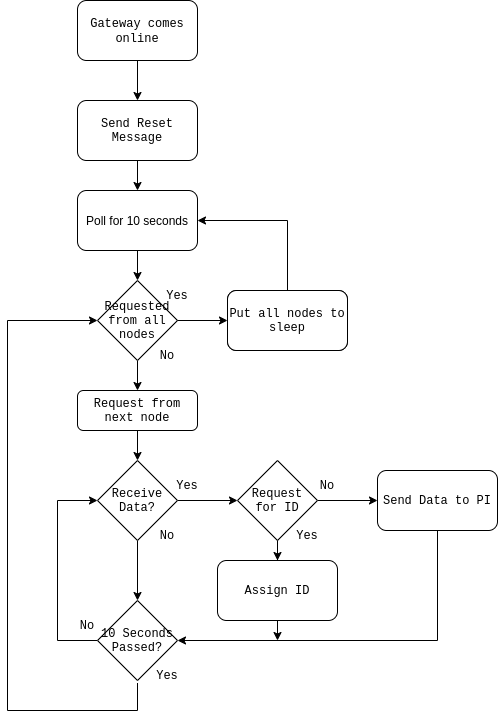 Gateway comes
online
Send Reset
Message
Poll for 10 seconds
Yes
Requested
from all
nodes
Put all nodes to
sleep
No
Request from
next node
Receive
Data?
Yes
Request
for ID
No
Send Data to PI
No
Yes
Assign ID
No
10 Seconds
Passed?
Yes